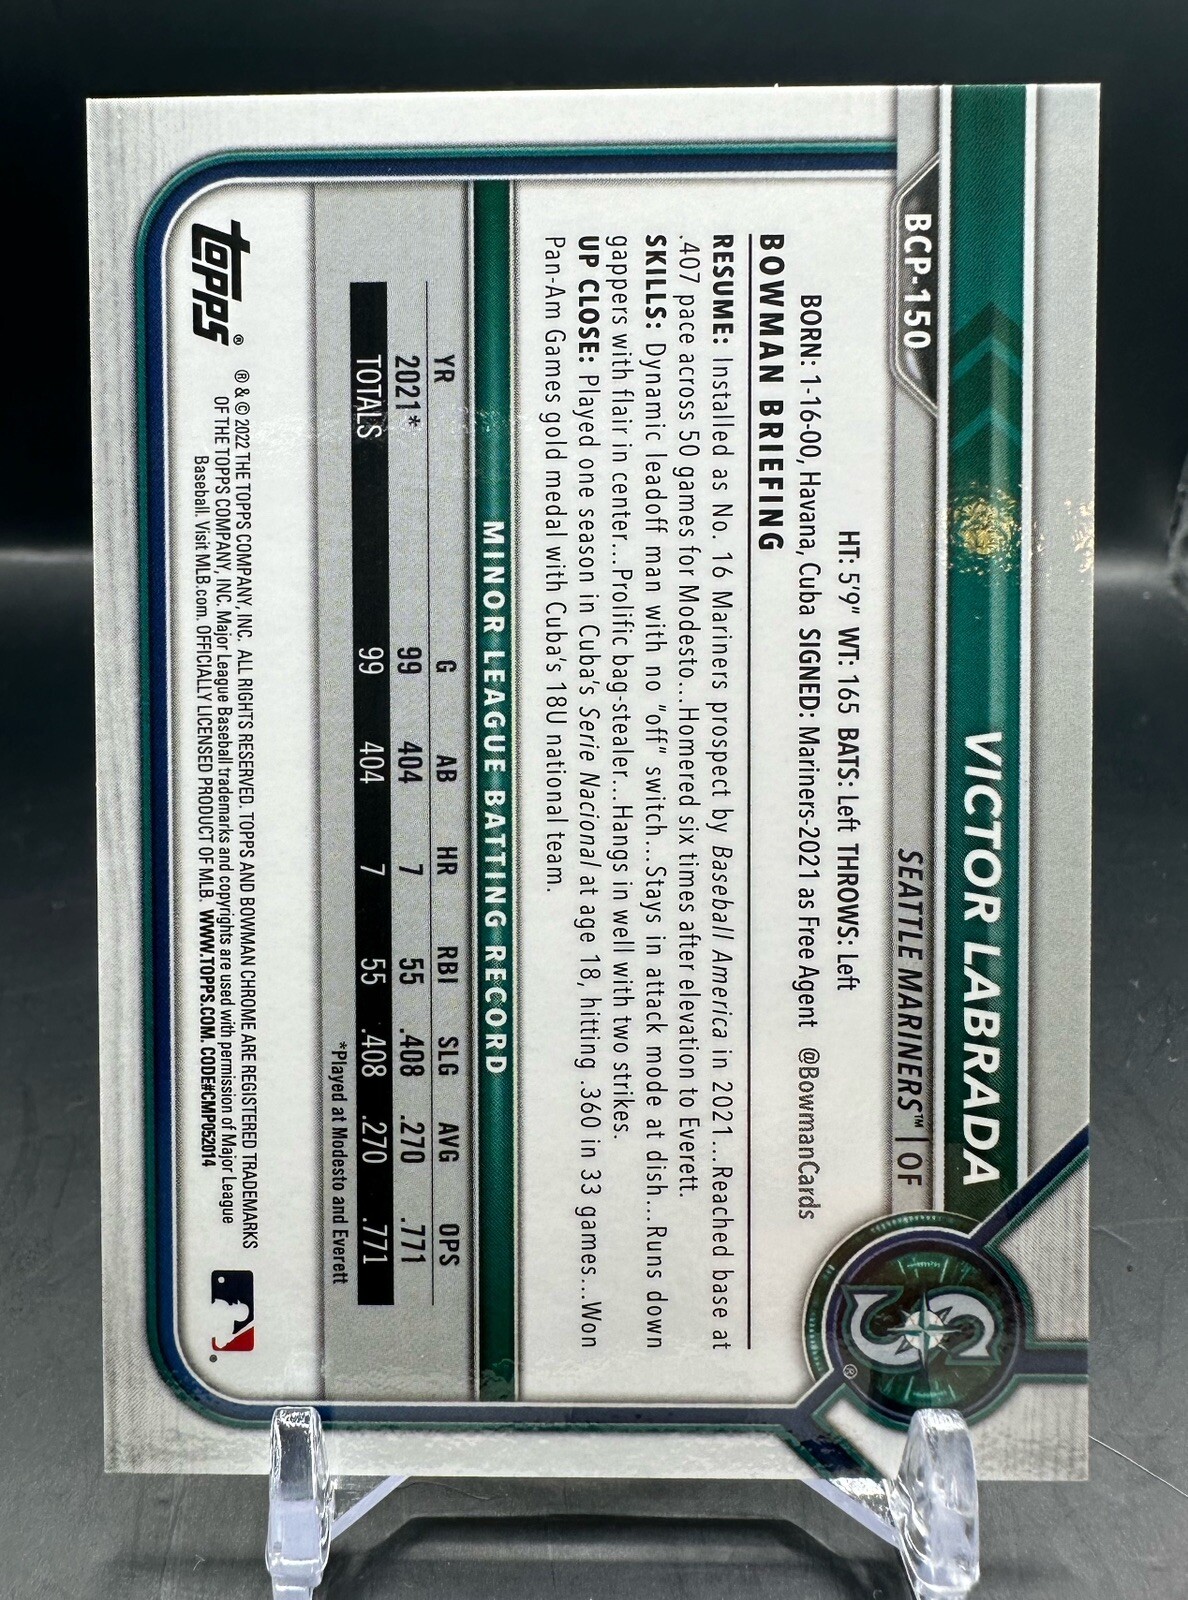 BCP-150
VICTOR LABRADA
SEATTLE MARINERS™ | OF
HT: 5'9" WT: 165 BATS: Left THROWS: Left
BORN: 1-16-00, Havana, Cuba SIGNED: Mariners-2021 as Free Agent @BowmanCards
BOWMAN BRIEFING
RESUME: Installed as No. 16 Mariners prospect by Baseball America in 2021...Reached base at
.407 pace across 50 games for Modesto...Homered six times after elevation to Everett.
SKILLS: Dynamic leadoff man with no "off" switch...Stays in attack mode at dish...Runs down
gappers with flair in center...Prolific bag-stealer...Hangs in well with two strikes.
UP CLOSE: Played one season in Cuba's Serie Nacional at age 18, hitting .360 in 33 games...Won
Pan-Am Games gold medal with Cuba's 18U national team.
MINOR LEAGUE BATTING RECORD
YR G AB HR RBI SLG AVG OPS
2021* 99 404 7 55 .408 .270 .771
TOTALS 99 404 7 55 .408 .270 .771
*Played at Modesto and Everett
topps®
® & © 2022 THE TOPPS COMPANY, INC. ALL RIGHTS RESERVED. TOPPS AND BOWMAN CHROME ARE REGISTERED TRADEMARKS
OF THE TOPPS COMPANY, INC. Major League Baseball trademarks and copyrights are used with permission of Major League
Baseball. Visit MLB.com. OFFICIALLY LICENSED PRODUCT OF MLB. WWW.TOPPS.COM. CODE#CMP052014